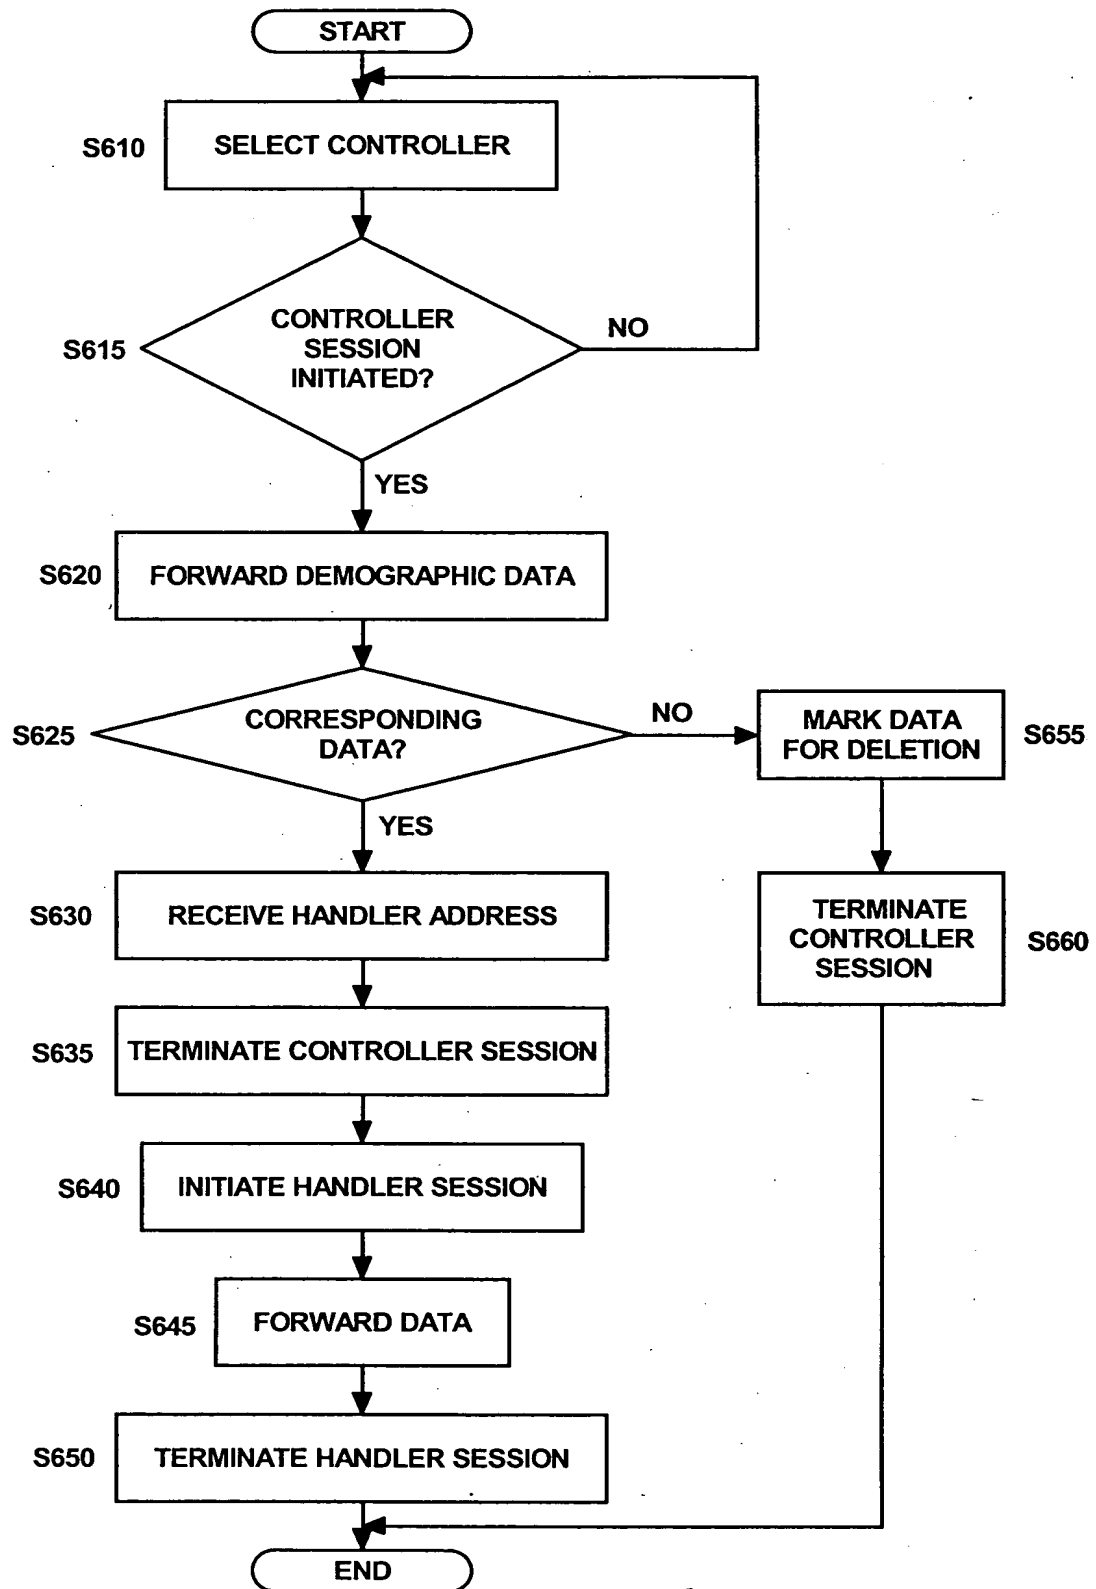 START
S610
SELECT CONTROLLER
S615
CONTROLLER
SESSION
INITIATED?
NO
YES
S620
FORWARD DEMOGRAPHIC DATA
S625
CORRESPONDING
DATA?
NO
MARK DATA
FOR DELETION
S655
YES
S630
RECEIVE HANDLER ADDRESS
TERMINATE
CONTROLLER
SESSION
S660
S635
TERMINATE CONTROLLER SESSION
S640
INITIATE HANDLER SESSION
S645
FORWARD DATA
S650
TERMINATE HANDLER SESSION
END